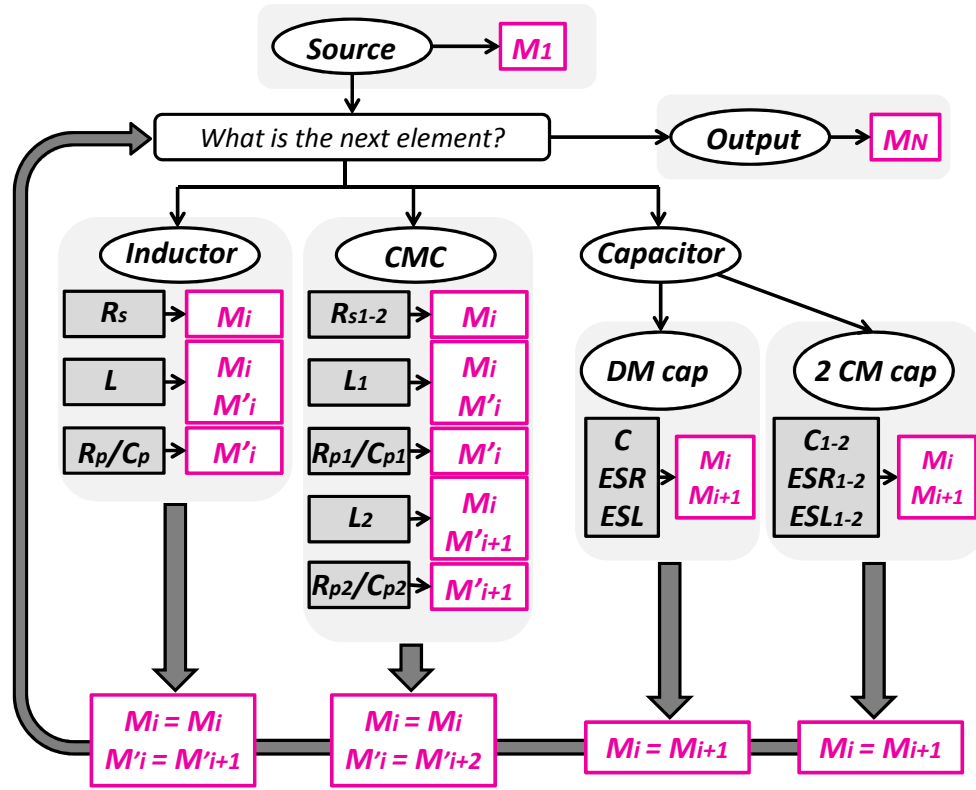 Source
M1
What is the next element?
Output
MN
Inductor
Rs
Mi
L
Mi
M'i
Rp/Cp
M'i
CMC
Rs1-2
Mi
L1
Mi
M'i
Rp1/Cp1
M'i
L2
Mi
M'i+1
Rp2/Cp2
M'i+1
Capacitor
DM cap
C
ESR
ESL
Mi
Mi+1
2 CM cap
C1-2
ESR1-2
ESL1-2
Mi
Mi+1
Mi = Mi
M'i = M'i+1
Mi = Mi
M'i = M'i+2
Mi = Mi+1
Mi = Mi+1